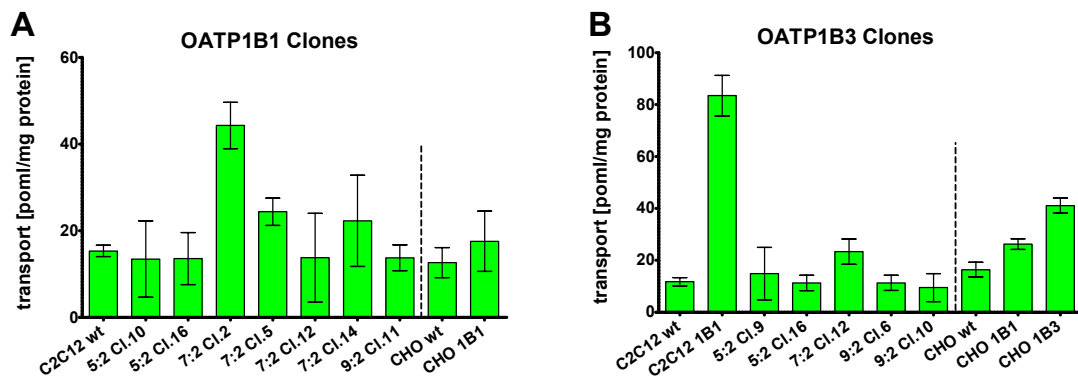 A
OATP1B1 Clones
transport [poml/mg protein]
60
40
20
0
C2C12 wt
5:2 Cl.10
5:2 Cl.16
7:2 Cl.2
7:2 Cl.5
7:2 Cl.12
7:2 Cl.14
9:2 Cl.11
CHO wt
CHO 1B1
B
OATP1B3 Clones
transport [poml/mg protein]
100
80
60
40
20
0
C2C12 wt
C2C12 1B1
5:2 Cl.9
5:2 Cl.16
7:2 Cl.12
9:2 Cl.6
9:2 Cl.10
CHO wt
CHO 1B1
CHO 1B3